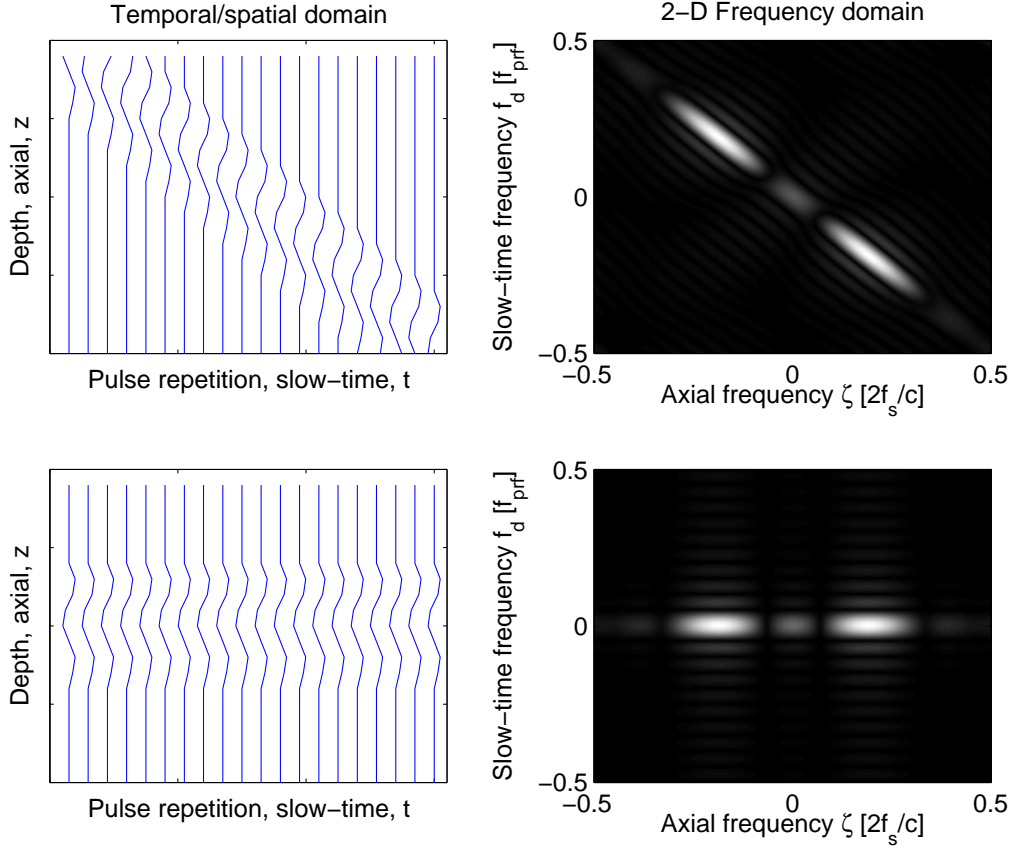 Temporal/spatial domain
Depth, axial, z
Pulse repetition, slow−time, t
2−D Frequency domain
Slow−time frequency f_d [f_prf]
0.5
0
−0.5
−0.5
0
0.5
Axial frequency ζ [2f_s/c]
Depth, axial, z
Pulse repetition, slow−time, t
Slow−time frequency f_d [f_prf]
0.5
0
−0.5
−0.5
0
0.5
Axial frequency ζ [2f_s/c]